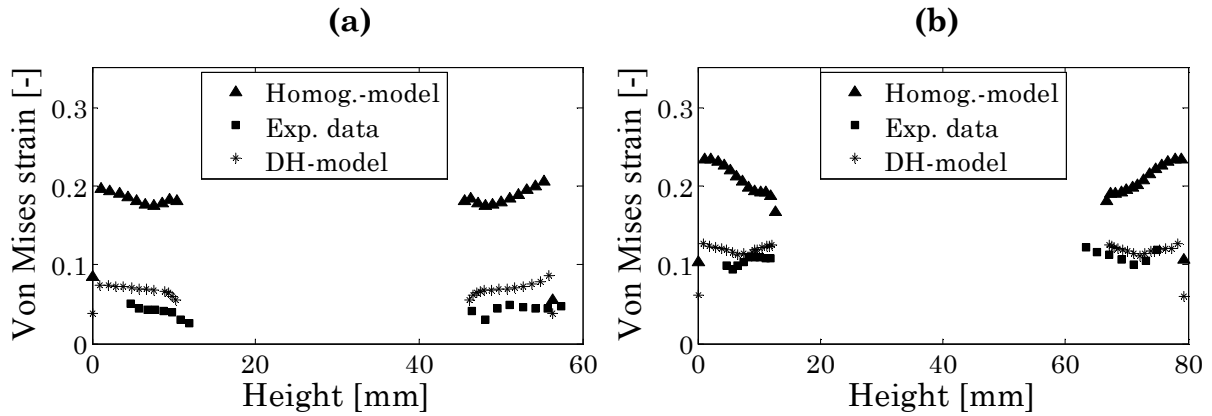 (a)
Von Mises strain [-]
0.3
0.2
0.1
0
Homog.-model
Exp. data
DH-model
0 20 40 60
Height [mm]
(b)
Von Mises strain [-]
0.3
0.2
0.1
0
Homog.-model
Exp. data
DH-model
0 20 40 60 80
Height [mm]